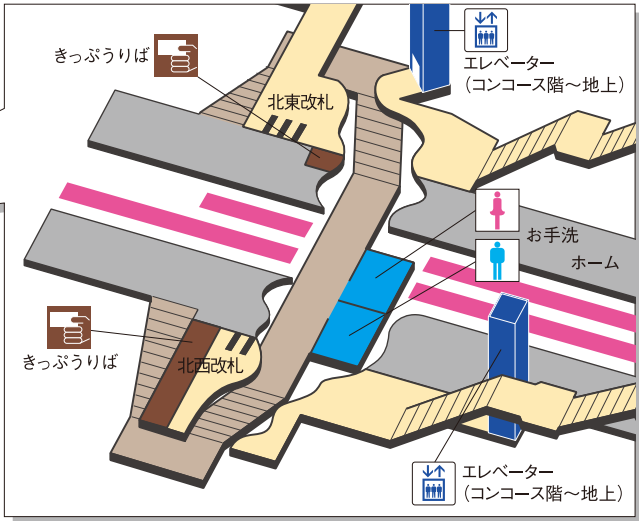 きっぷうりば
エレベーター
（コンコース階～地上）
北東改札
お手洗
ホーム
きっぷうりば
北西改札
エレベーター
（コンコース階～地上）